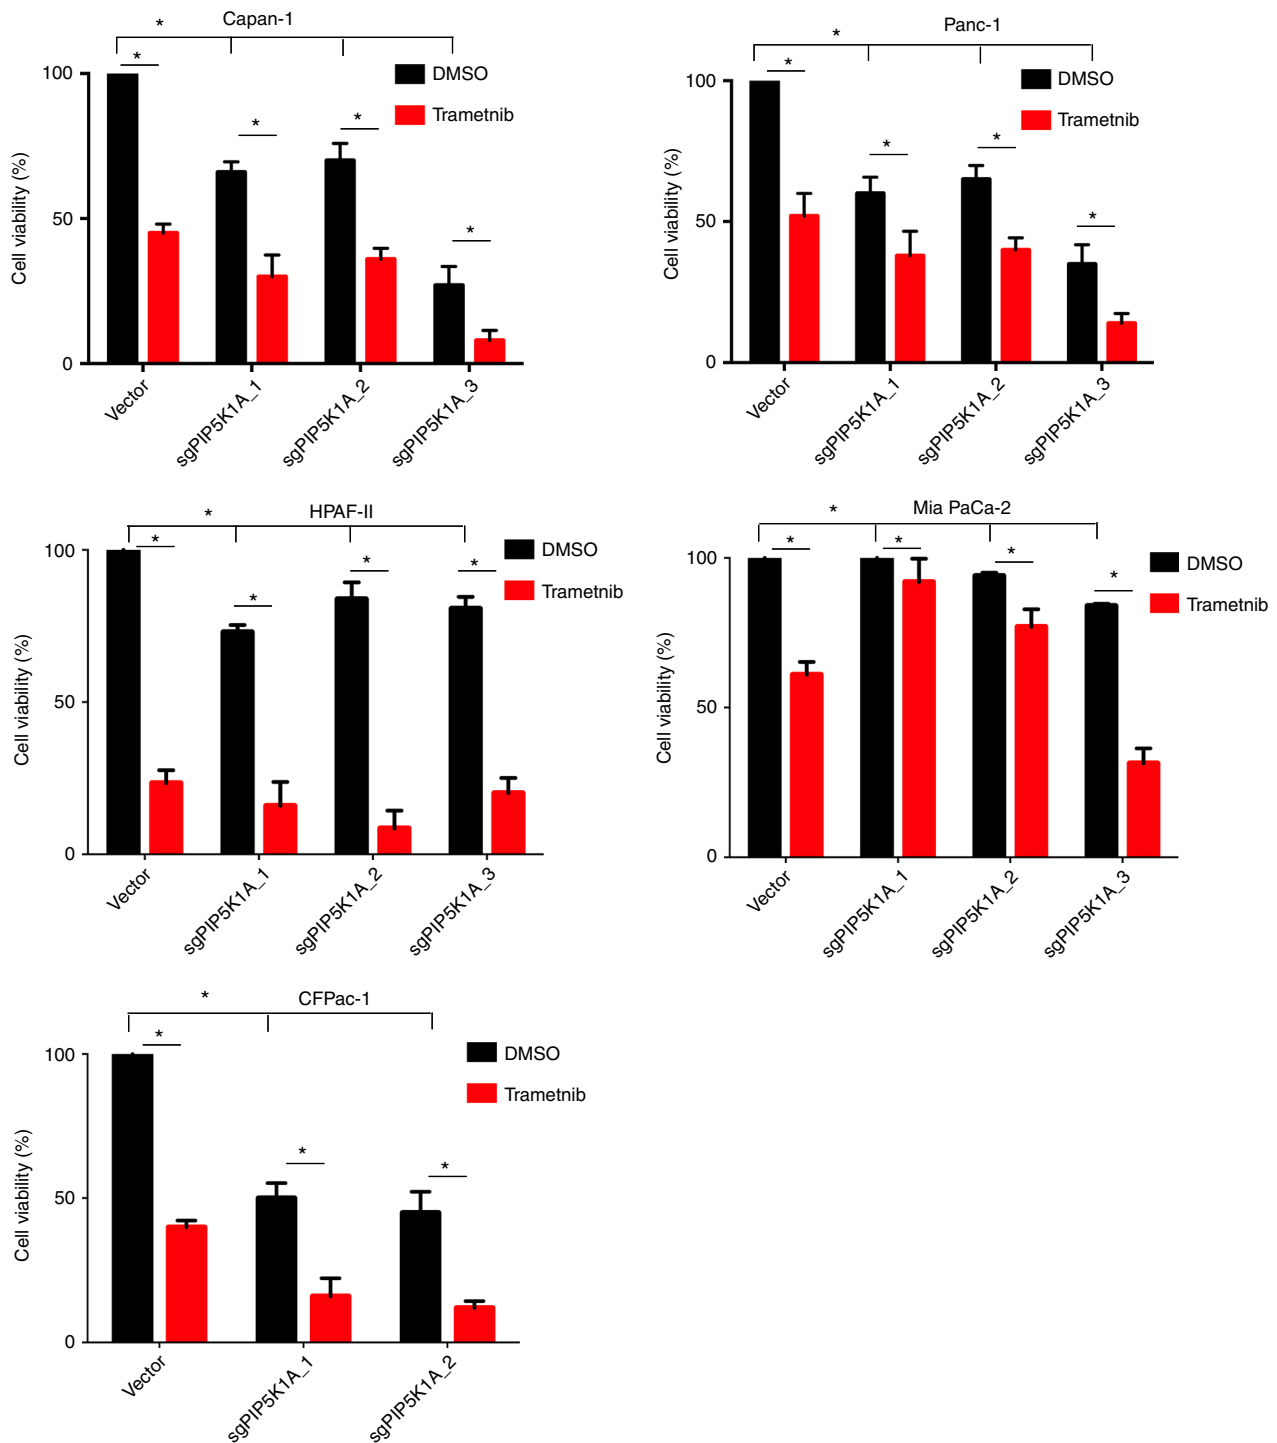 Capan-1
*
*
*
*
*
100
50
0
Cell viability (%)
DMSO
Trametnib
Vector
sgPIP5K1A_1
sgPIP5K1A_2
sgPIP5K1A_3
Panc-1
*
*
*
*
*
100
50
0
Cell viability (%)
DMSO
Trametnib
Vector
sgPIP5K1A_1
sgPIP5K1A_2
sgPIP5K1A_3
HPAF-II
*
*
*
*
*
100
50
0
Cell viability (%)
DMSO
Trametnib
Vector
sgPIP5K1A_1
sgPIP5K1A_2
sgPIP5K1A_3
Mia PaCa-2
*
*
*
*
*
100
50
0
Cell viability (%)
DMSO
Trametnib
Vector
sgPIP5K1A_1
sgPIP5K1A_2
sgPIP5K1A_3
CFPac-1
*
*
*
*
100
50
0
Cell viability (%)
DMSO
Trametnib
Vector
sgPIP5K1A_1
sgPIP5K1A_2